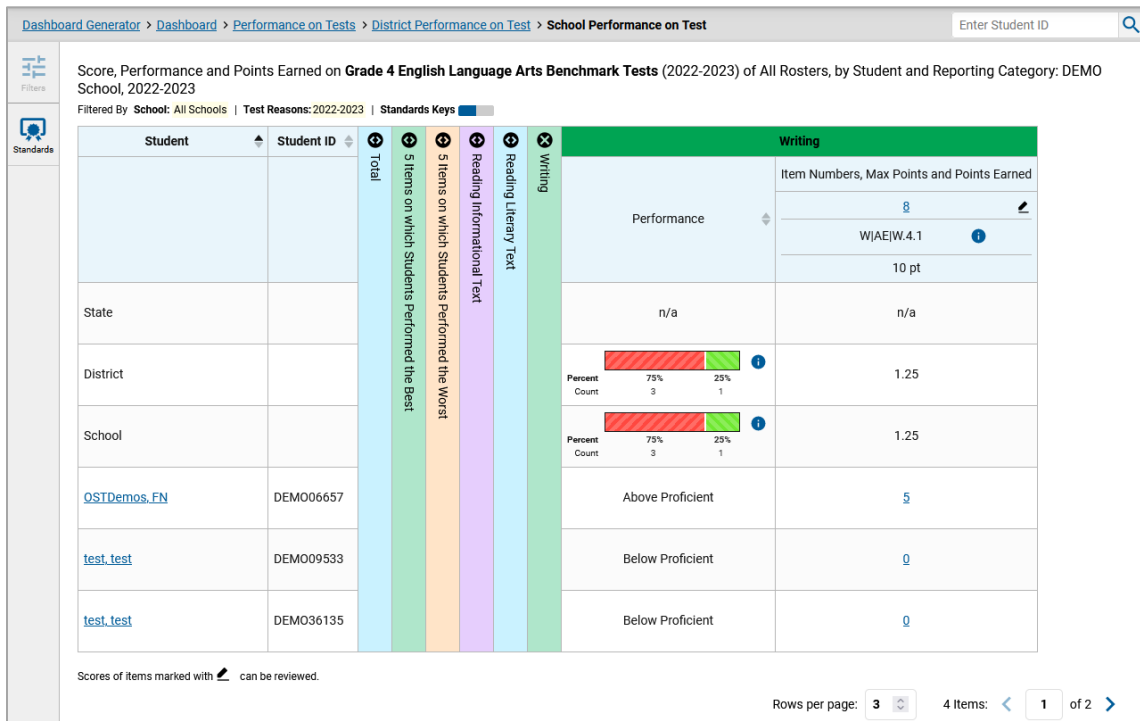 Dashboard Generator > Dashboard > Performance on Tests > District Performance on Test > School Performance on Test
Enter Student ID
Filters
Standards
Score, Performance and Points Earned on Grade 4 English Language Arts Benchmark Tests (2022-2023) of All Rosters, by Student and Reporting Category: DEMO
School, 2022-2023
Filtered By School: All Schools | Test Reasons: 2022-2023 | Standards Keys
Student
Student ID
Total
5 Items on which Students Performed the Best
5 Items on which Students Performed the Worst
Reading Informational Text
Reading Literary Text
Writing
Writing
Performance
Item Numbers, Max Points and Points Earned
8
W|AE|W.4.1
10 pt
State
n/a
n/a
District
Percent 75% 25%
Count 3 1
1.25
School
Percent 75% 25%
Count 3 1
1.25
OSTDemos, FN DEMO06657 Above Proficient 5
test, test DEMO09533 Below Proficient 0
test, test DEMO36135 Below Proficient 0
Scores of items marked with can be reviewed.
Rows per page: 3 4 Items: 1 of 2